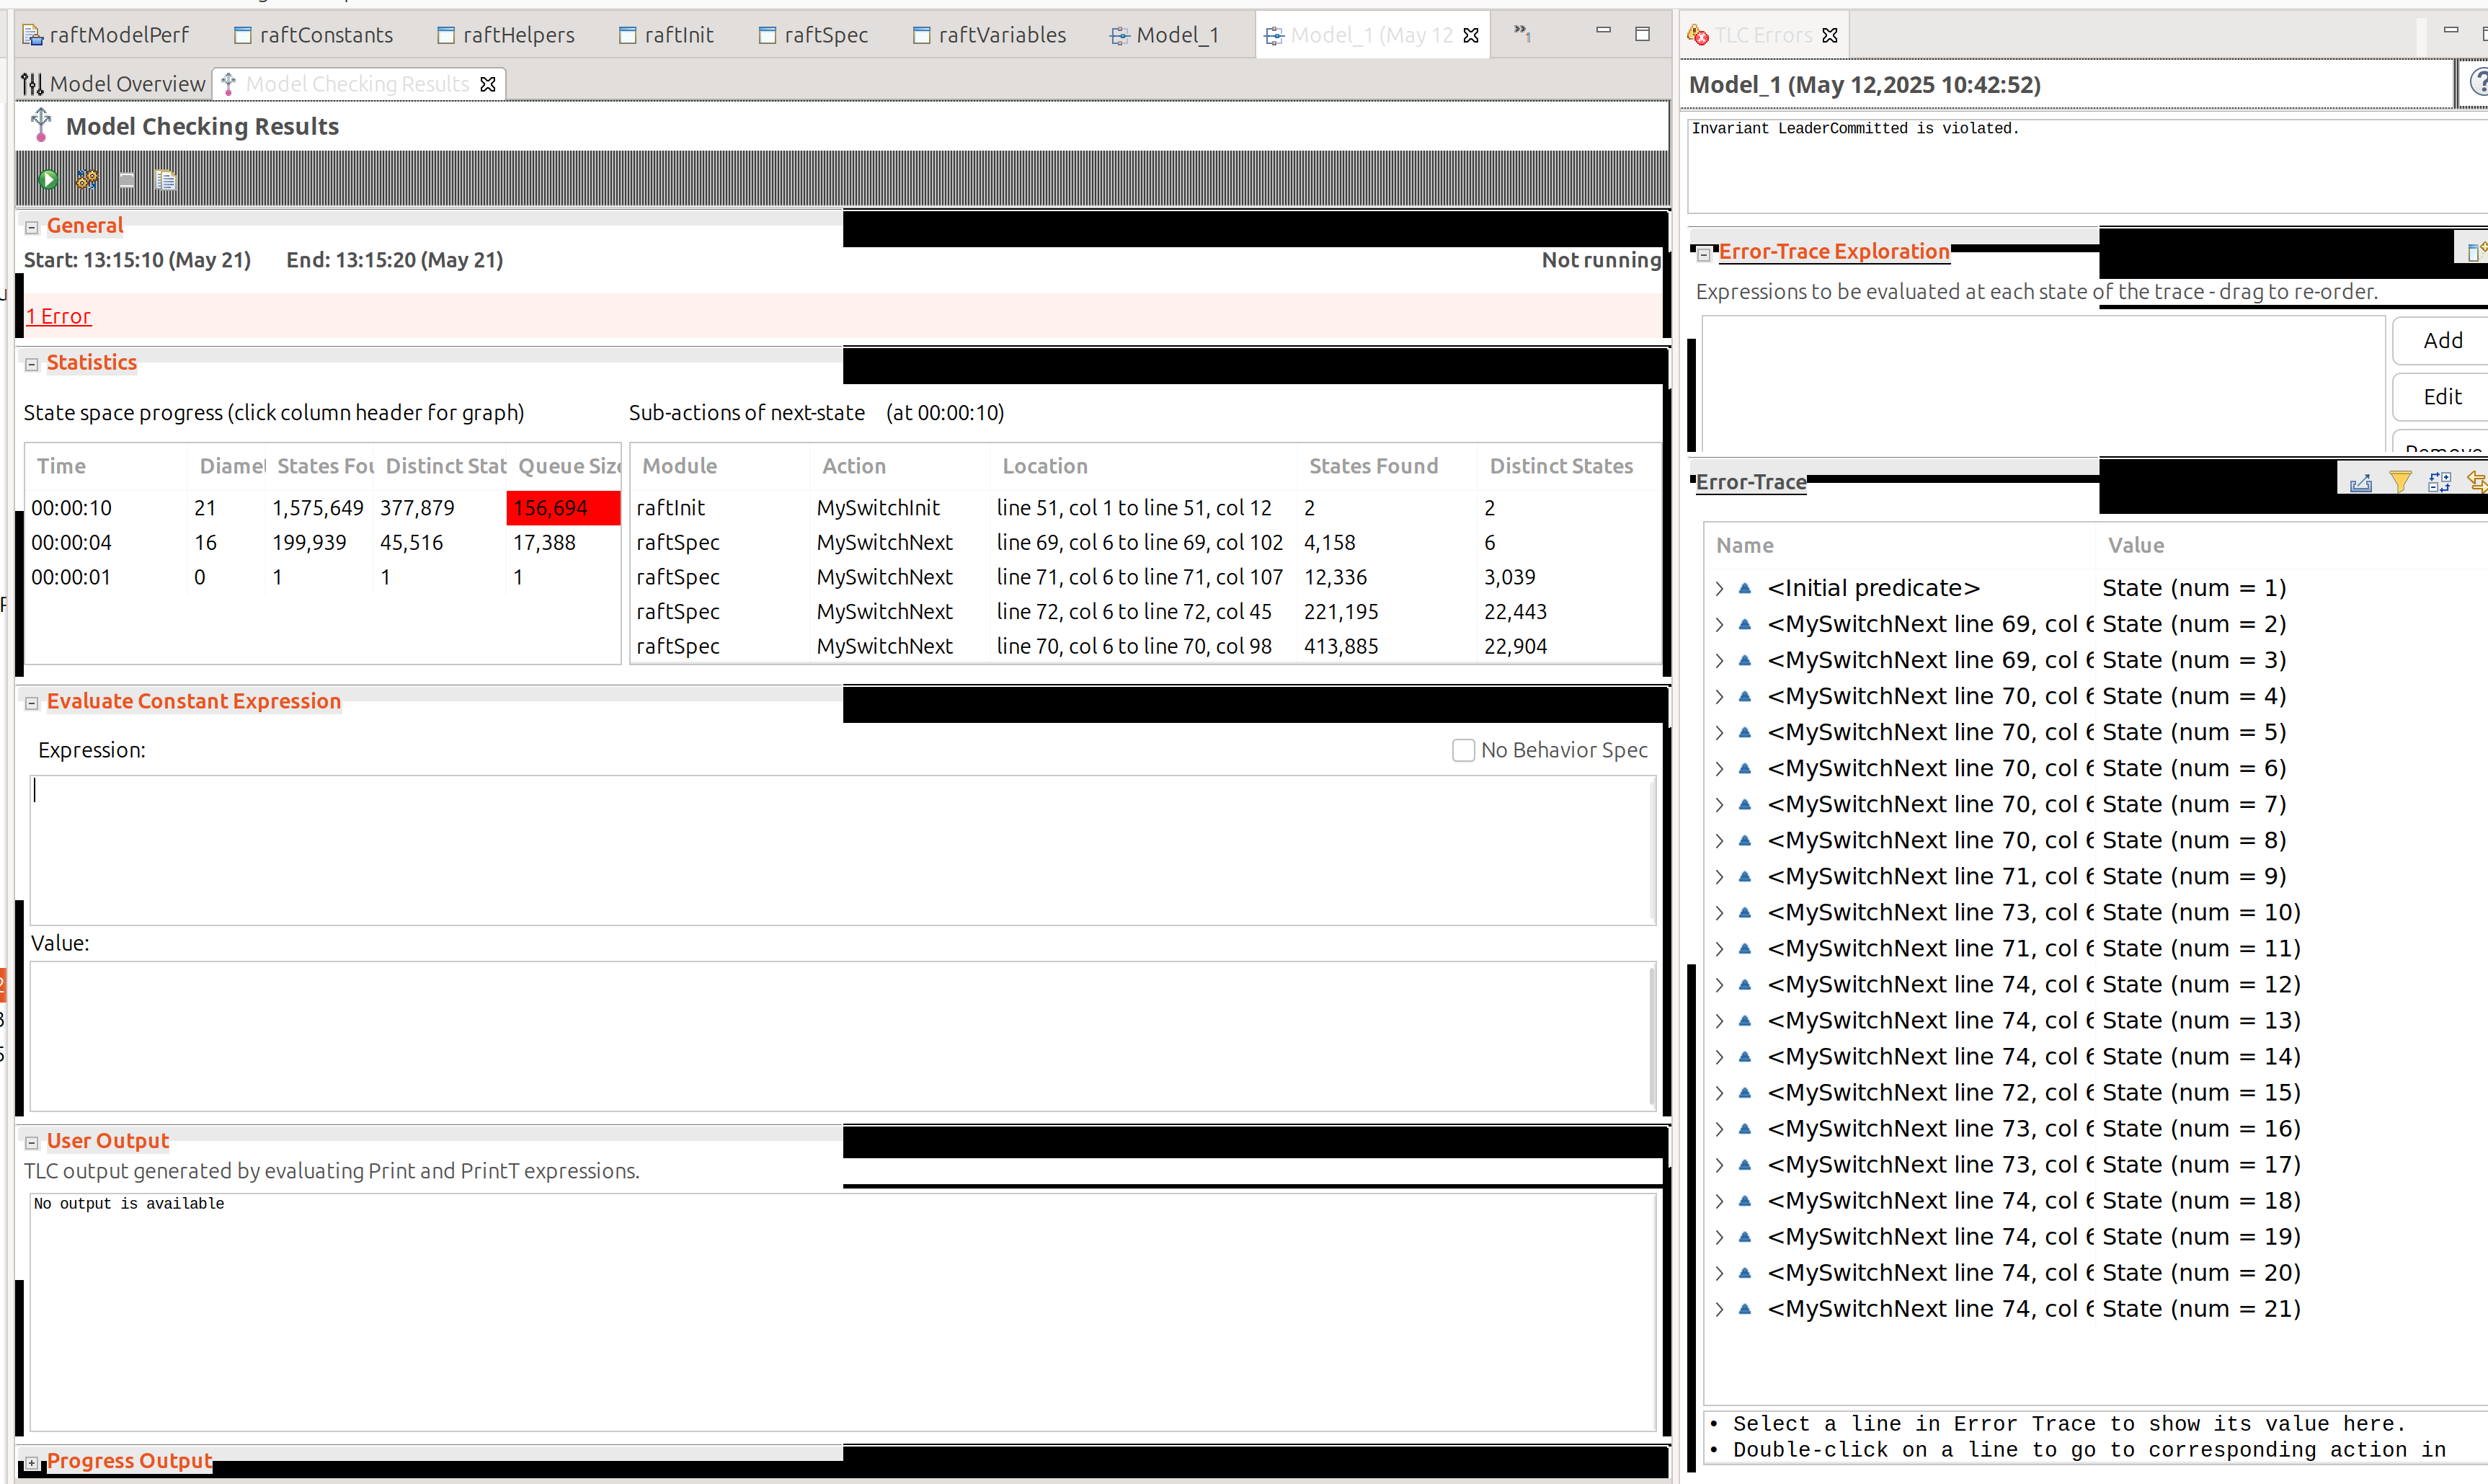 raftModelPerf raftConstants raftHelpers raftInit raftSpec raftVariables Model_1 Model_1 (May 12 »1
Model Overview Model Checking Results
Model Checking Results
General
Start: 13:15:10 (May 21) End: 13:15:20 (May 21) Not running
1 Error
Statistics
State space progress (click column header for graph) Sub-actions of next-state (at 00:00:10)
Time Diamet States Fou Distinct Stat Queue Size Module Action Location States Found Distinct States
00:00:10 21 1,575,649 377,879 156,694 raftInit MySwitchInit line 51, col 1 to line 51, col 12 2 2
00:00:04 16 199,939 45,516 17,388 raftSpec MySwitchNext line 69, col 6 to line 69, col 102 4,158 6
00:00:01 0 1 1 1 raftSpec MySwitchNext line 71, col 6 to line 71, col 107 12,336 3,039
raftSpec MySwitchNext line 72, col 6 to line 72, col 45 221,195 22,443
raftSpec MySwitchNext line 70, col 6 to line 70, col 98 413,885 22,904
Evaluate Constant Expression
Expression: No Behavior Spec
Value:
User Output
TLC output generated by evaluating Print and PrintT expressions.
No output is available
Progress Output
TLC Errors
Model_1 (May 12,2025 10:42:52)
Invariant LeaderCommitted is violated.
Error-Trace Exploration
Expressions to be evaluated at each state of the trace - drag to re-order.
Add
Edit
Remove
Error-Trace
Name Value
<Initial predicate> State (num = 1)
<MySwitchNext line 69, col 6 State (num = 2)
<MySwitchNext line 69, col 6 State (num = 3)
<MySwitchNext line 70, col 6 State (num = 4)
<MySwitchNext line 70, col 6 State (num = 5)
<MySwitchNext line 70, col 6 State (num = 6)
<MySwitchNext line 70, col 6 State (num = 7)
<MySwitchNext line 70, col 6 State (num = 8)
<MySwitchNext line 71, col 6 State (num = 9)
<MySwitchNext line 73, col 6 State (num = 10)
<MySwitchNext line 71, col 6 State (num = 11)
<MySwitchNext line 74, col 6 State (num = 12)
<MySwitchNext line 74, col 6 State (num = 13)
<MySwitchNext line 74, col 6 State (num = 14)
<MySwitchNext line 72, col 6 State (num = 15)
<MySwitchNext line 73, col 6 State (num = 16)
<MySwitchNext line 73, col 6 State (num = 17)
<MySwitchNext line 74, col 6 State (num = 18)
<MySwitchNext line 74, col 6 State (num = 19)
<MySwitchNext line 74, col 6 State (num = 20)
<MySwitchNext line 74, col 6 State (num = 21)
• Select a line in Error Trace to show its value here.
• Double-click on a line to go to corresponding action in